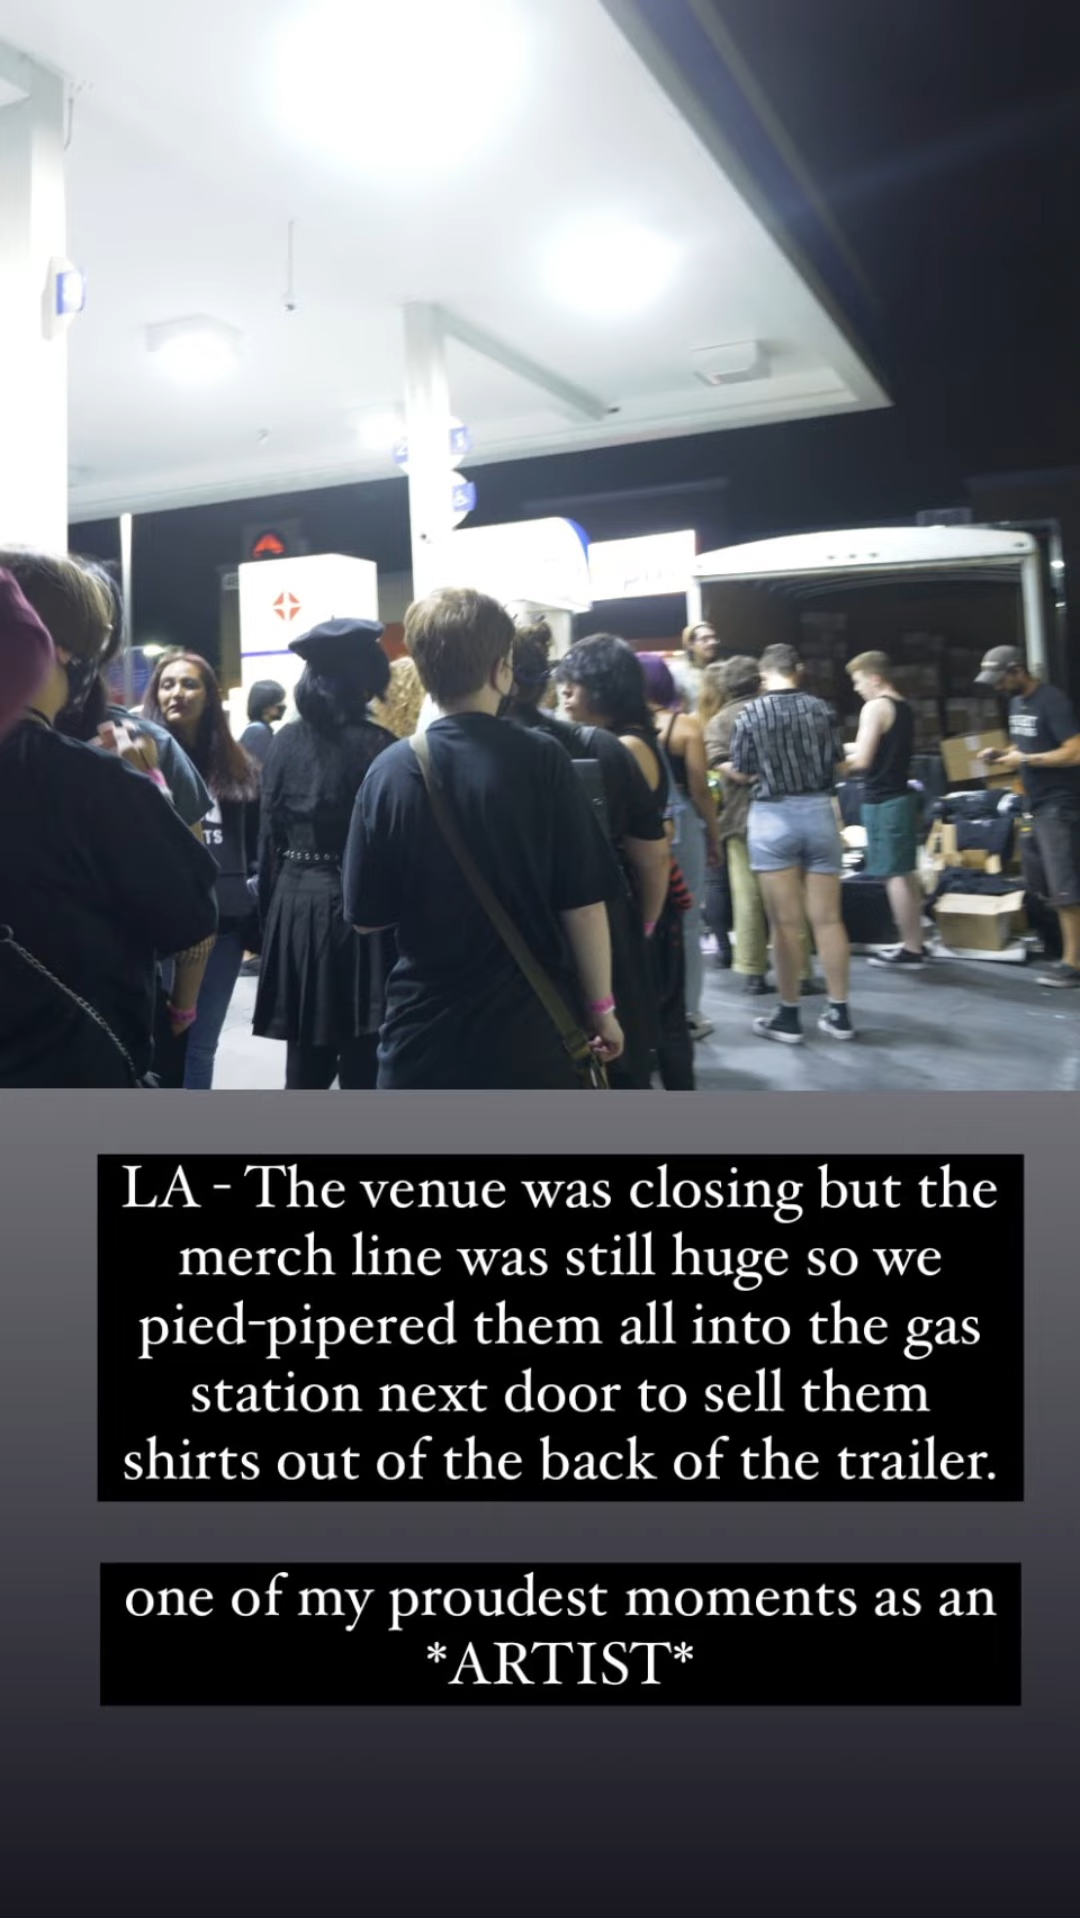 TS
LA - The venue was closing but the
merch line was still huge so we
pied-pipered them all into the gas
station next door to sell them
shirts out of the back of the trailer.
one of my proudest moments as an
*ARTIST*